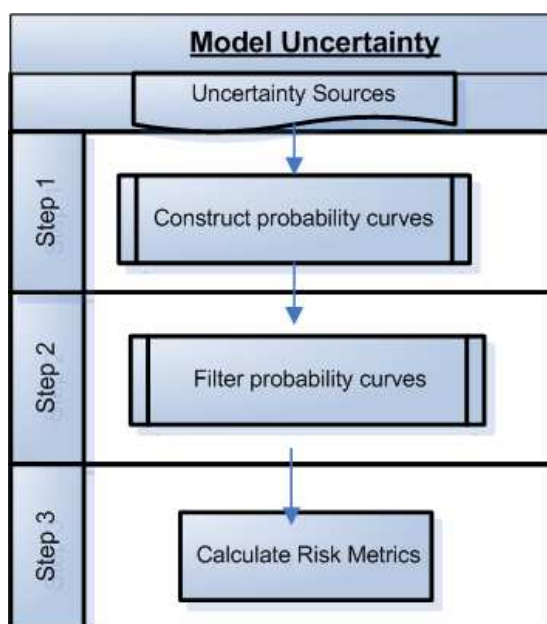 Model Uncertainty
Uncertainty Sources
Step 1
Construct probability curves
Step 2
Filter probability curves
Step 3
Calculate Risk Metrics